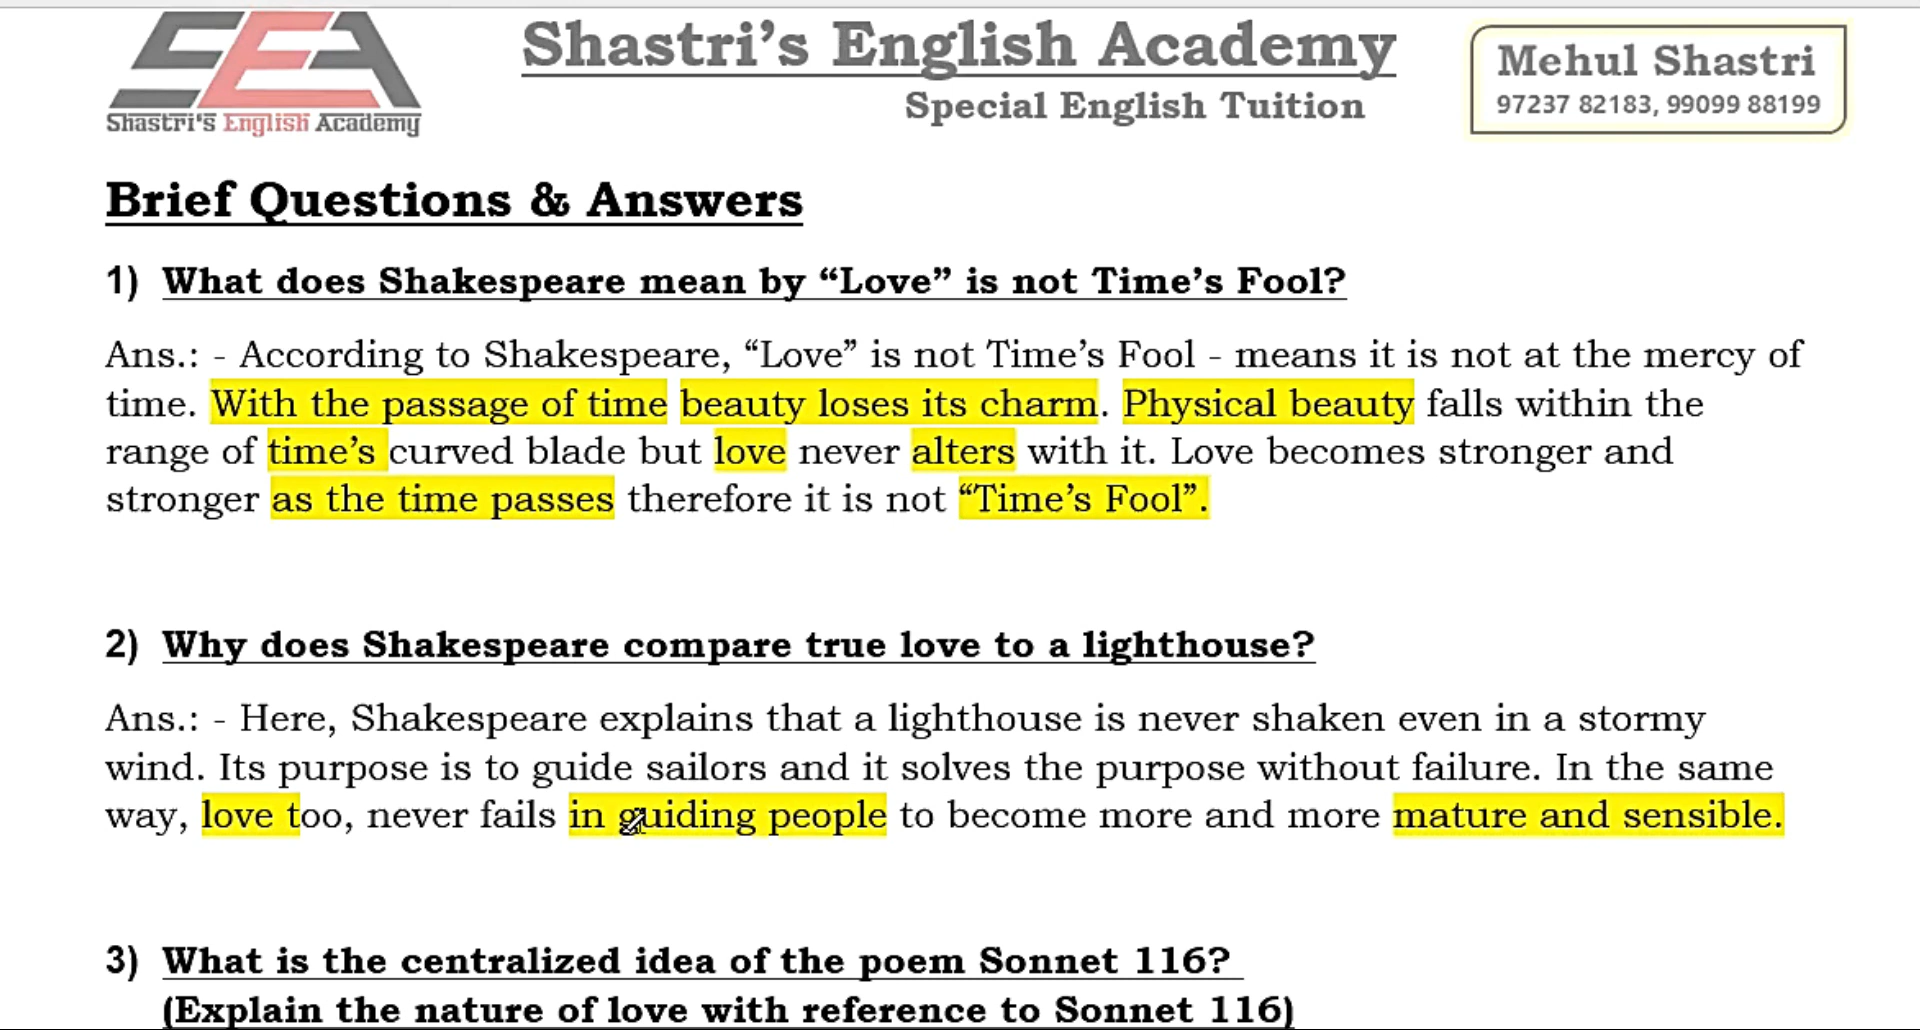 Shastri's English Academy
Shastri's English Academy
Special English Tuition
Mehul Shastri
97237 82183, 99099 88199
Brief Questions & Answers
1) What does Shakespeare mean by “Love” is not Time’s Fool?
Ans.: - According to Shakespeare, “Love” is not Time’s Fool - means it is not at the mercy of
time. With the passage of time beauty loses its charm. Physical beauty falls within the
range of time’s curved blade but love never alters with it. Love becomes stronger and
stronger as the time passes therefore it is not “Time’s Fool”.
2) Why does Shakespeare compare true love to a lighthouse?
Ans.: - Here, Shakespeare explains that a lighthouse is never shaken even in a stormy
wind. Its purpose is to guide sailors and it solves the purpose without failure. In the same
way, love too, never fails in guiding people to become more and more mature and sensible.
3) What is the centralized idea of the poem Sonnet 116?
(Explain the nature of love with reference to Sonnet 116)